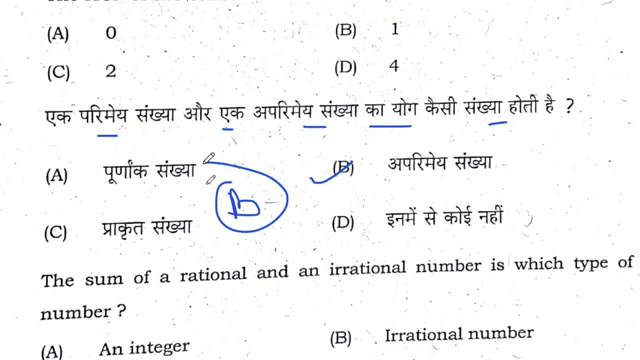 (A) 0 (B) 1
(C) 2 (D) 4
एक परिमेय संख्या और एक अपरिमेय संख्या का योग कैसी संख्या होती है ?
(A) पूर्णांक संख्या (B) अपरिमेय संख्या
B
(C) प्राकृत संख्या (D) इनमें से कोई नहीं
The sum of a rational and an irrational number is which type of
number ?
(A) An integer (B) Irrational number